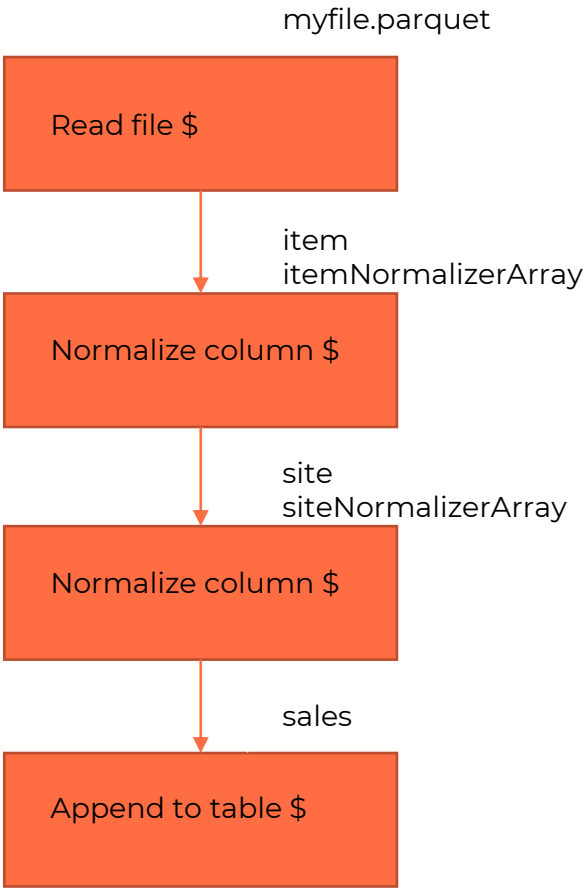 myfile.parquet
Read file $
item
itemNormalizerArray
Normalize column $
site
siteNormalizerArray
Normalize column $
sales
Append to table $